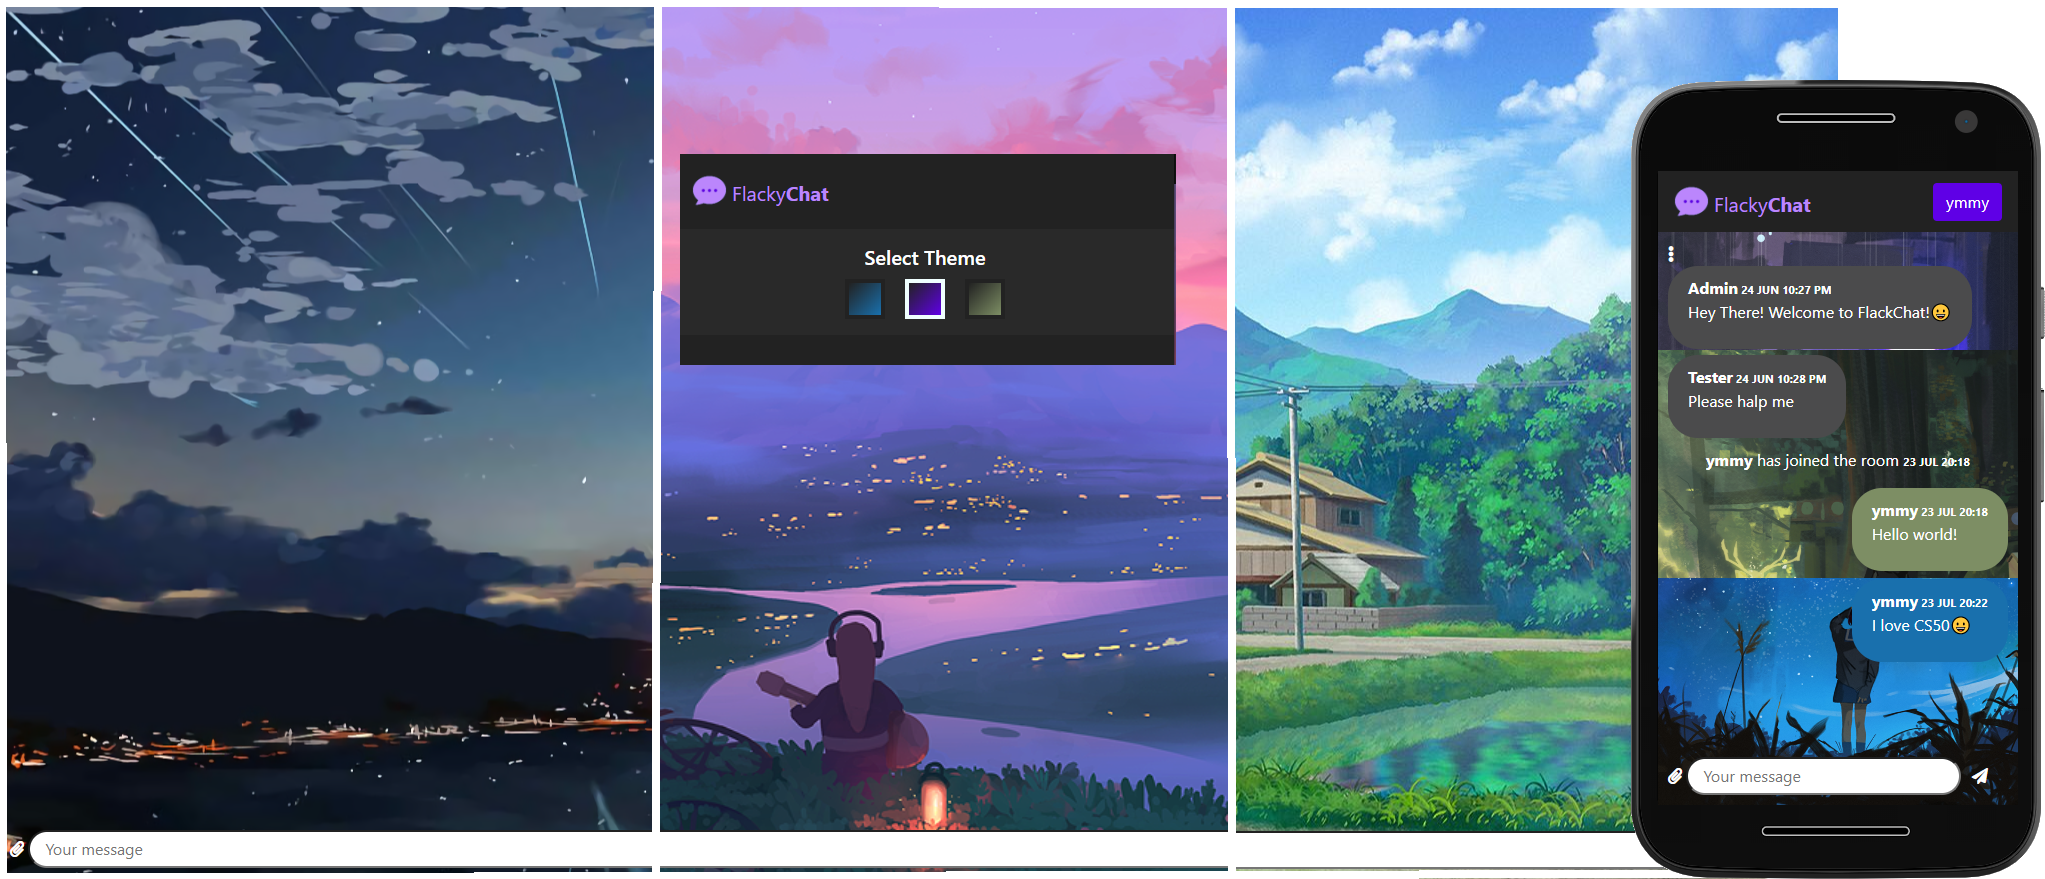 Your message
FlackyChat
Select Theme
FlackyChat
ymmy
Admin 24 JUN 10:27 PM
Hey There! Welcome to FlackChat!😀
Tester 24 JUN 10:28 PM
Please halp me
ymmy has joined the room 23 JUL 20:18
ymmy 23 JUL 20:18
Hello world!
ymmy 23 JUL 20:22
I love CS50😀
Your message